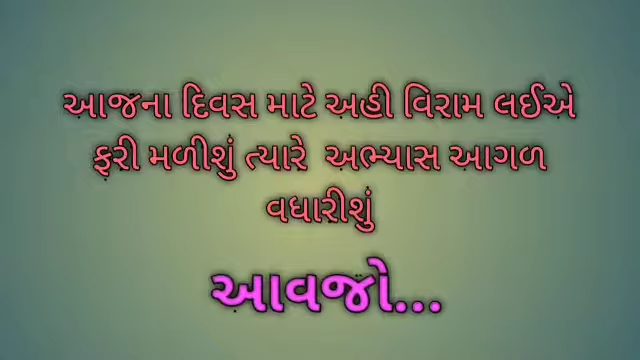 આજના દિવસ માટે અહી વિરામ લઈએ
ફરી મળીશું ત્યારે અભ્યાસ આગળ
વધારીશું
આવજો...